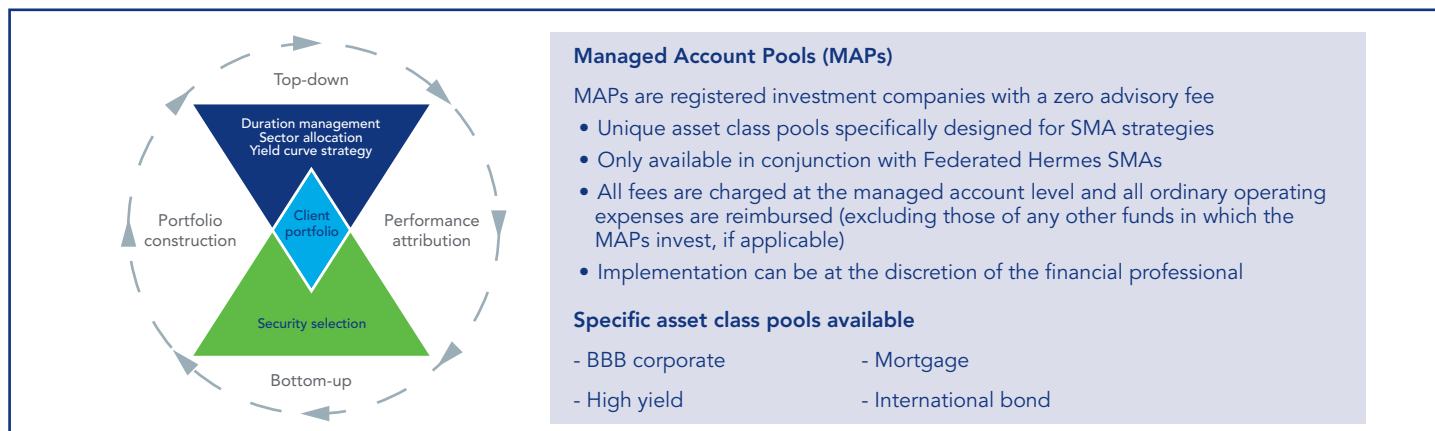 Top-down
Duration management
Sector allocation
Yield curve strategy
Portfolio
construction
Client
portfolio
Performance
attribution
Security selection
Bottom-up
Managed Account Pools (MAPs)
MAPs are registered investment companies with a zero advisory fee
• Unique asset class pools specifically designed for SMA strategies
• Only available in conjunction with Federated Hermes SMAs
• All fees are charged at the managed account level and all ordinary operating
expenses are reimbursed (excluding those of any other funds in which the
MAPs invest, if applicable)
• Implementation can be at the discretion of the financial professional
Specific asset class pools available
- BBB corporate
- Mortgage
- High yield
- International bond